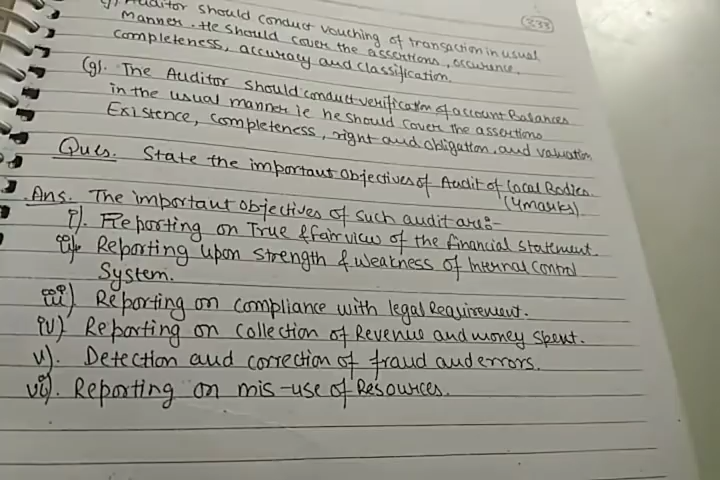 f) Auditor should conduct vouching of transaction in usual
Manner. He should cover the assertions, occurance,
completeness, accuracy and classification.
(g). The Auditor should conduct verification of account Balances
in the usual manner ie he should cover the assertions
Existence, completeness, right and obligation, and valuation
Ques. State the important objectives of Audit of Local Bodies.
(4marks)
Ans. The important objectives of such audit are:-
i). Reporting on True & fair view of the financial statement.
ii). Reporting upon strength & weakness of Internal Control
System.
iii) Reporting on compliance with legal Requirement.
iv) Reporting on collection of Revenue and money spent.
v). Detection and correction of fraud and errors.
vi). Reporting on mis-use of Resources.